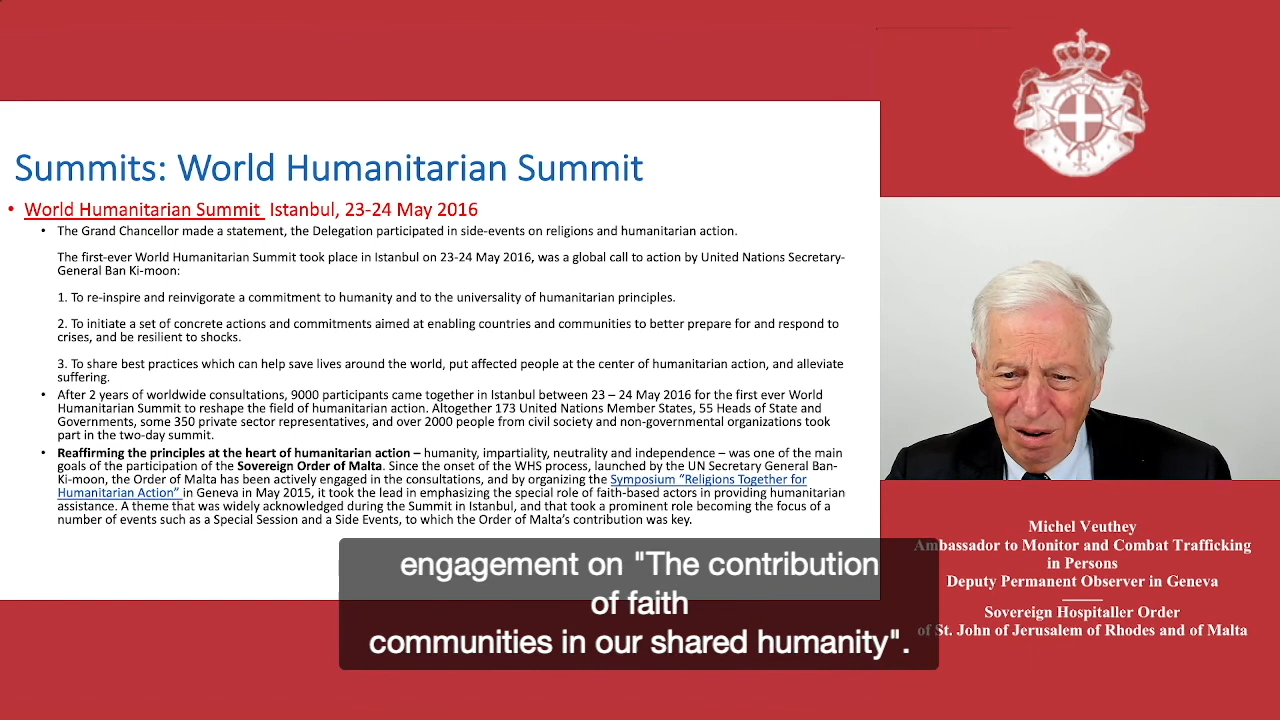 Summits: World Humanitarian Summit
• World Humanitarian Summit  Istanbul, 23-24 May 2016
• The Grand Chancellor made a statement, the Delegation participated in side-events on religions and humanitarian action.
The first-ever World Humanitarian Summit took place in Istanbul on 23-24 May 2016, was a global call to action by United Nations Secretary-
General Ban Ki-moon:
1. To re-inspire and reinvigorate a commitment to humanity and to the universality of humanitarian principles.
2. To initiate a set of concrete actions and commitments aimed at enabling countries and communities to better prepare for and respond to
crises, and be resilient to shocks.
3. To share best practices which can help save lives around the world, put affected people at the center of humanitarian action, and alleviate
suffering.
• After 2 years of worldwide consultations, 9000 participants came together in Istanbul between 23 – 24 May 2016 for the first ever World
Humanitarian Summit to reshape the field of humanitarian action. Altogether 173 United Nations Member States, 55 Heads of State and
Governments, some 350 private sector representatives, and over 2000 people from civil society and non-governmental organizations took
part in the two-day summit.
• Reaffirming the principles at the heart of humanitarian action – humanity, impartiality, neutrality and independence – was one of the main
goals of the participation of the Sovereign Order of Malta. Since the onset of the WHS process, launched by the UN Secretary General Ban-
Ki-moon, the Order of Malta has been actively engaged in the consultations, and by organizing the Symposium “Religions Together for
Humanitarian Action” in Geneva in May 2015, it took the lead in emphasizing the special role of faith-based actors in providing humanitarian
assistance. A theme that was widely acknowledged during the Summit in Istanbul, and that took a prominent role becoming the focus of a
number of events such as a Special Session and a Side Events, to which the Order of Malta’s contribution was key.
engagement on "The contribution
of faith
communities in our shared humanity".
Michel Veuthey
Ambassador to Monitor and Combat Trafficking
in Persons
Deputy Permanent Observer in Geneva
Sovereign Hospitaller Order
of St. John of Jerusalem of Rhodes and of Malta